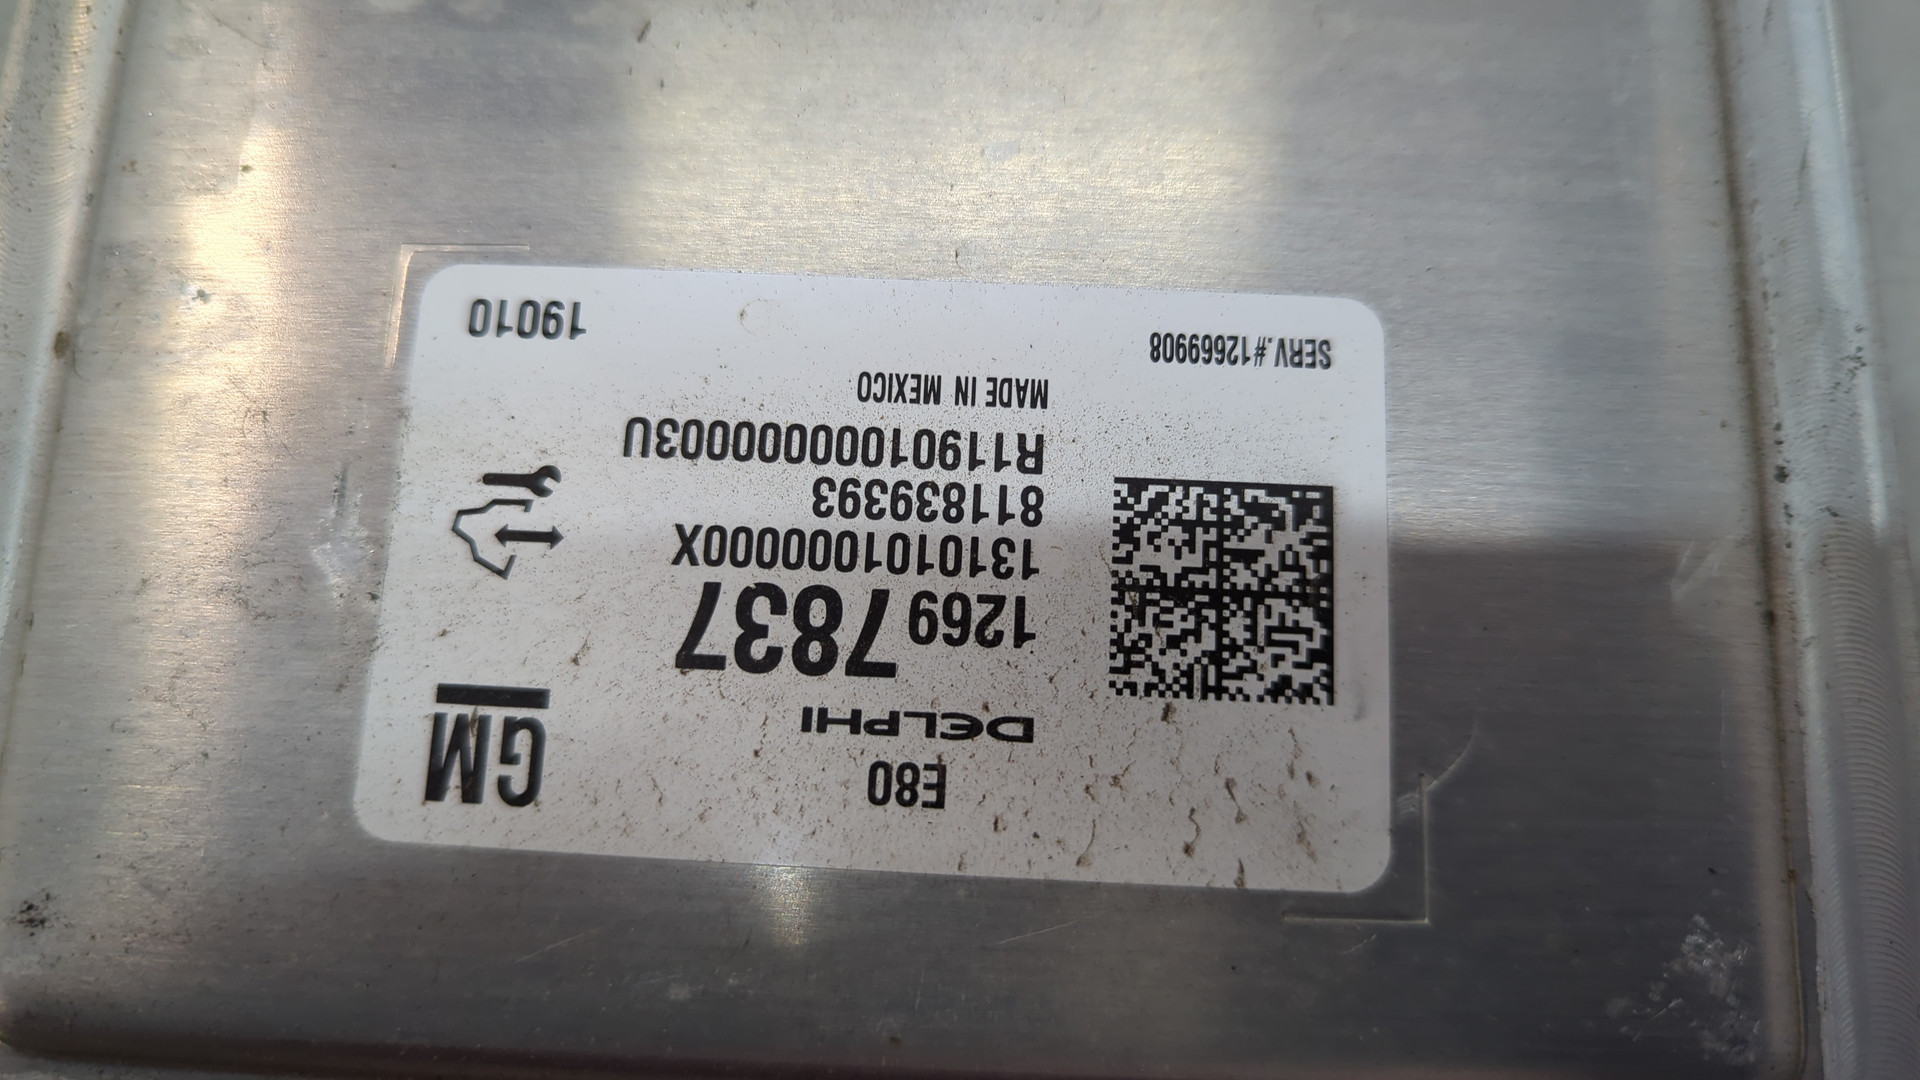 E80
GM
DELPHI
1269 7837
1310101000000X
811839393
R11901000000003U
MADE IN MEXICO
SERV.#12669908
19010